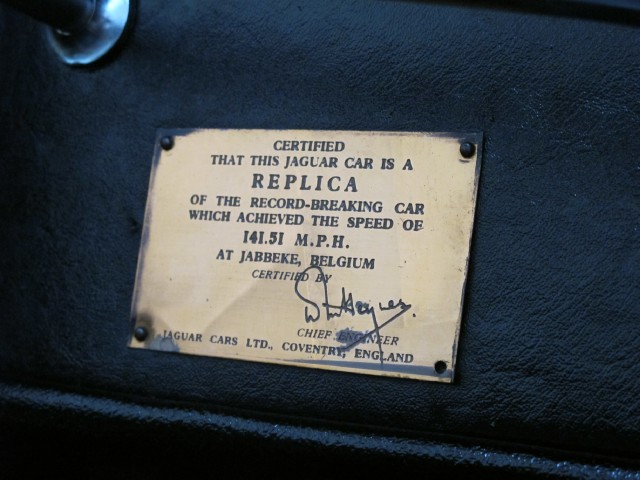 CERTIFIED
THAT THIS JAGUAR CAR IS A
REPLICA
OF THE RECORD-BREAKING CAR
WHICH ACHIEVED THE SPEED OF
141.51 M.P.H.
AT JABBEKE, BELGIUM
CERTIFIED BY
CHIEF ENGINEER
JAGUAR CARS LTD., COVENTRY, ENGLAND